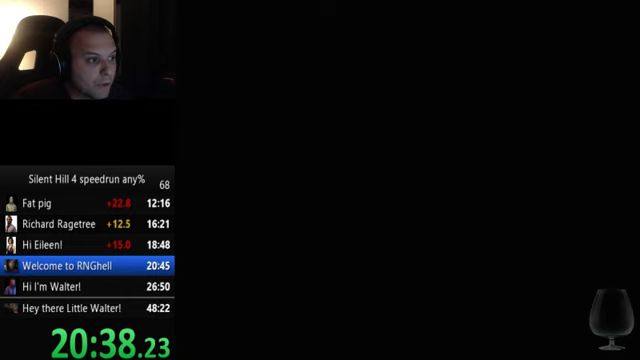 Silent Hill 4 speedrun any%
68
Fat pig +22.8 12:16
Richard Ragetree +12.5 16:21
Hi Eileen! +15.0 18:48
Welcome to RNGhell 20:45
Hi I'm Walter! 26:50
Hey there Little Walter! 48:22
20:38.23